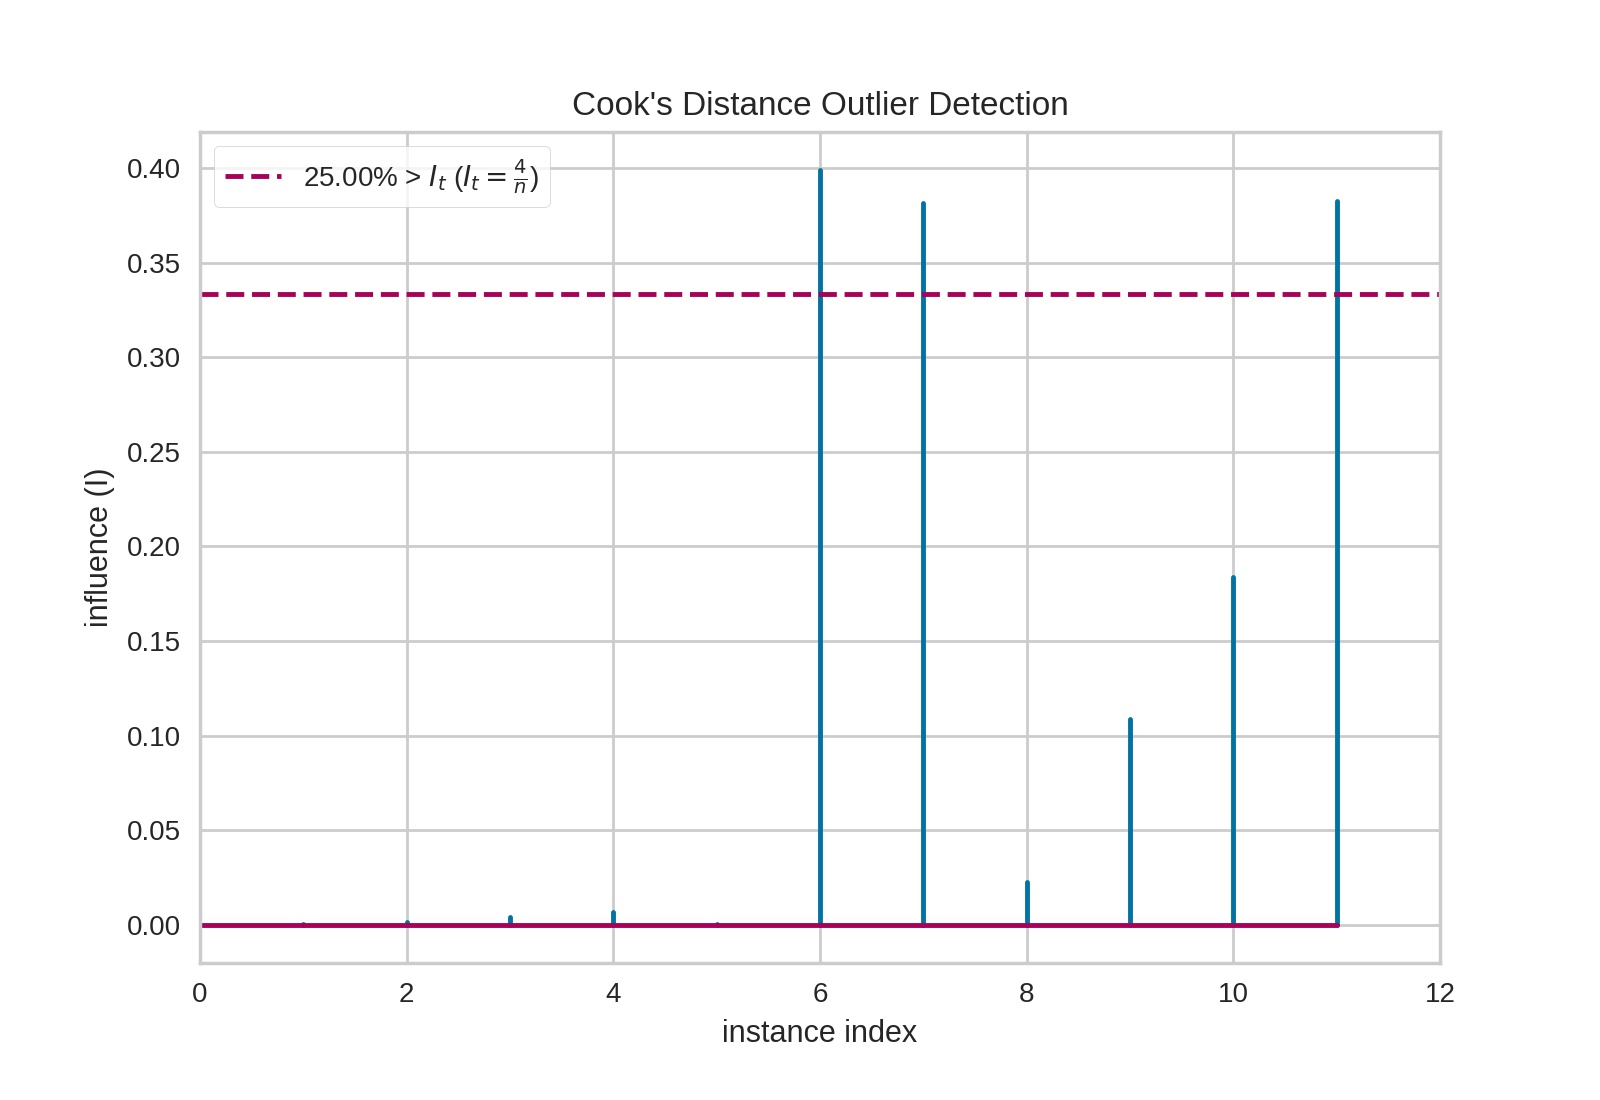 Cook's Distance Outlier Detection
25.00% > I_t (I_t = 4/n)
influence (I)
0.40
0.35
0.30
0.25
0.20
0.15
0.10
0.05
0.00
0 2 4 6 8 10 12
instance index